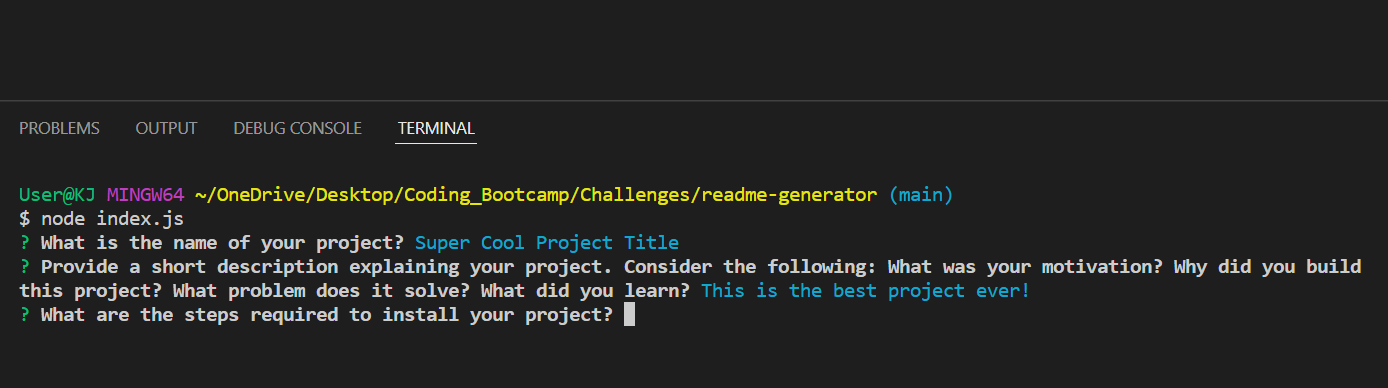 PROBLEMS OUTPUT DEBUG CONSOLE TERMINAL
User@KJ MINGW64 ~/OneDrive/Desktop/Coding_Bootcamp/Challenges/readme-generator (main)
$ node index.js
? What is the name of your project? Super Cool Project Title
? Provide a short description explaining your project. Consider the following: What was your motivation? Why did you build
this project? What problem does it solve? What did you learn? This is the best project ever!
? What are the steps required to install your project?